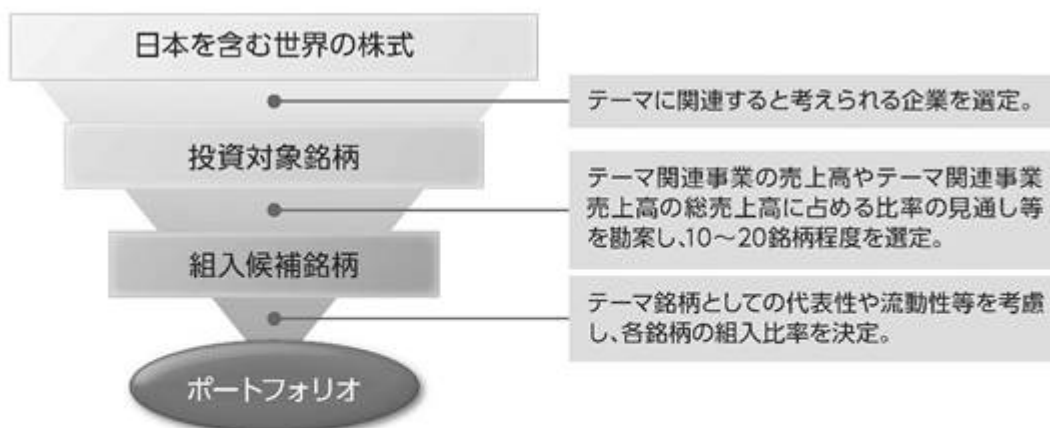 日本を含む世界の株式
テーマに関連すると考えられる企業を選定。
投資対象銘柄
テーマ関連事業の売上高やテーマ関連事業
売上高の総売上高に占める比率の見通し等
を勘案し、10〜20銘柄程度を選定。
組入候補銘柄
テーマ銘柄としての代表性や流動性等を考慮
し、各銘柄の組入比率を決定。
ポートフォリオ